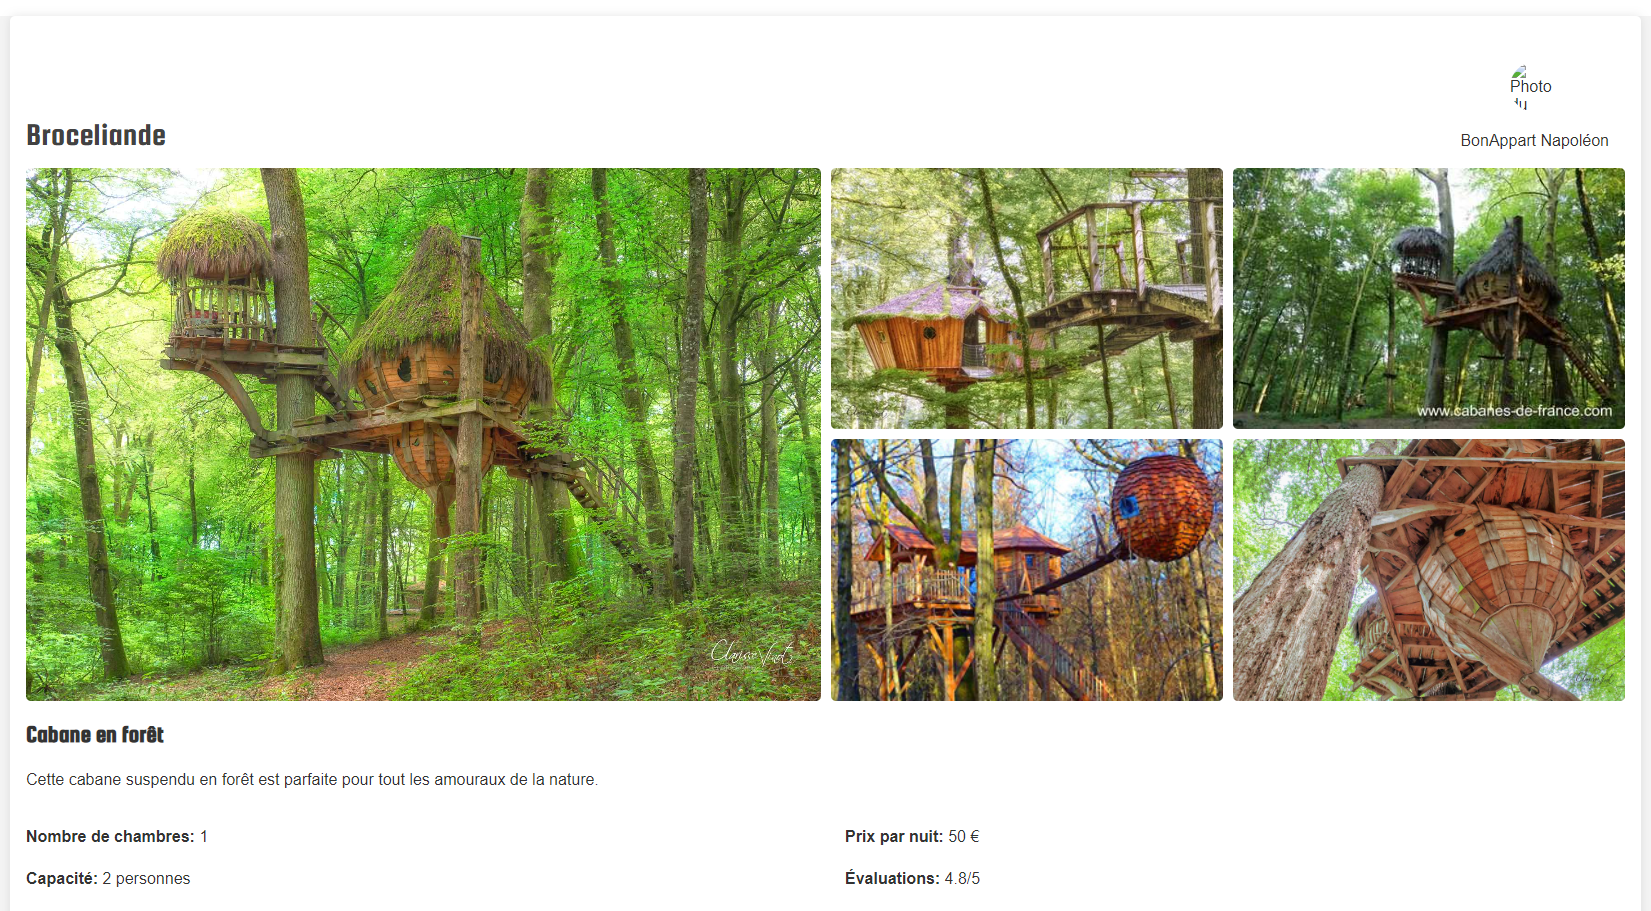 Photo
du
BonAppart Napoléon
Broceliande
www.cabanes-de-france.com
Cabane en forêt
Cette cabane suspendu en forêt est parfaite pour tout les amouraux de la nature.
Nombre de chambres: 1
Prix par nuit: 50 €
Capacité: 2 personnes
Évaluations: 4.8/5